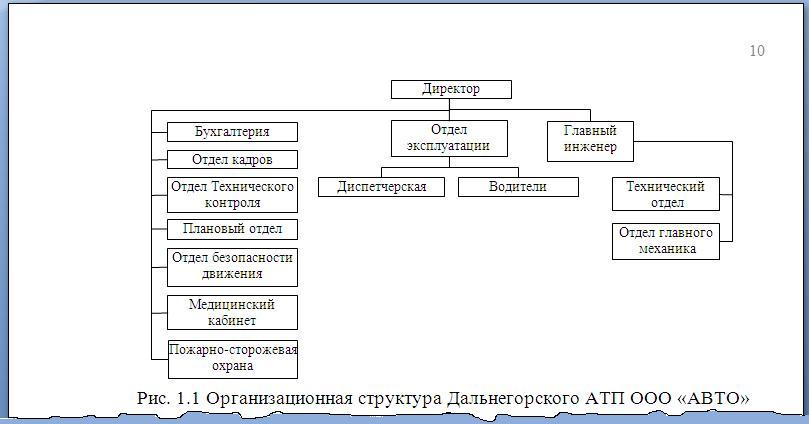 10
Директор
Бухгалтерия
Отдел кадров
Отдел Технического
контроля
Плановый отдел
Отдел безопасности
движения
Медицинский
кабинет
Пожарно-сторожевая
охрана
Отдел
эксплуатации
Диспетчерская
Водители
Главный
инженер
Технический
отдел
Отдел главного
механика
Рис. 1.1 Организационная структура Дальнегорского АТП ООО «АВТО»